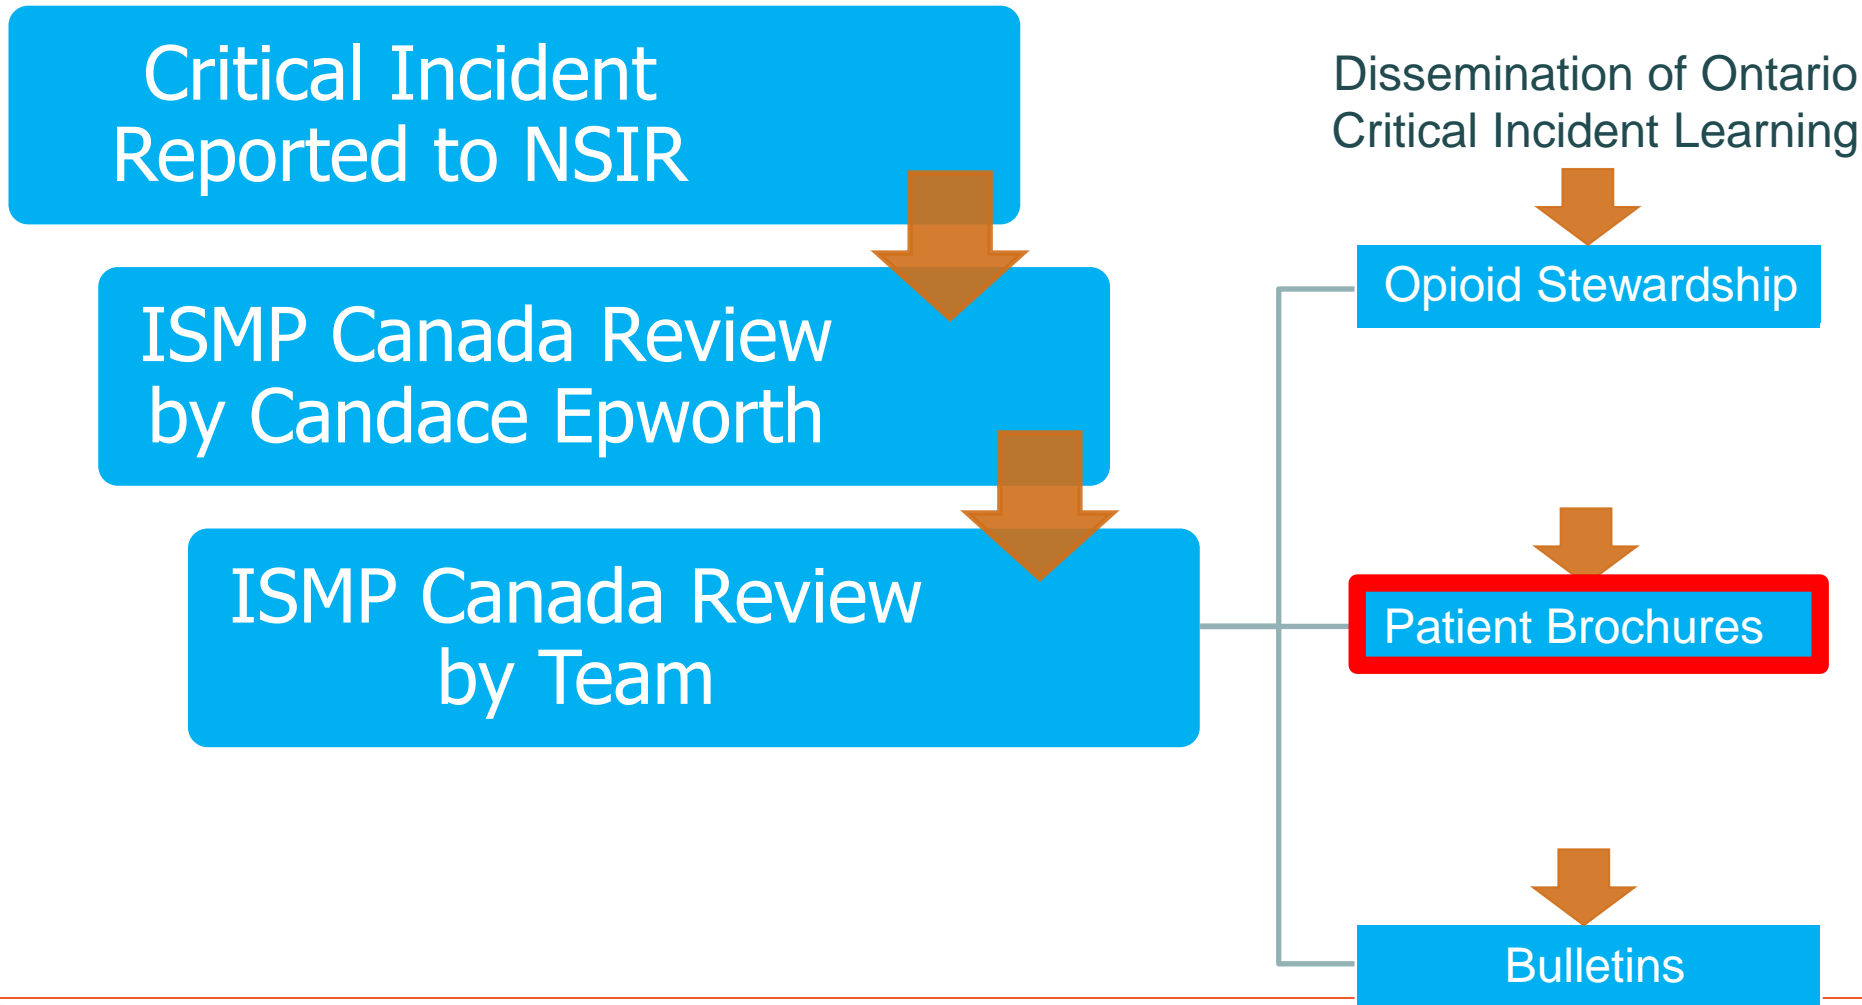 Critical Incident
Reported to NSIR
ISMP Canada Review
by Candace Epworth
ISMP Canada Review
by Team
Dissemination of Ontario
Critical Incident Learning
Opioid Stewardship
Patient Brochures
Bulletins